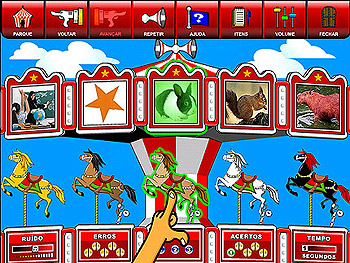 PARQUE VOLTAR AVANÇAR REPETIR AJUDA ITENS VOLUME FECHAR
RUÍDO ERROS ACERTOS TEMPO
SEGUNDOS